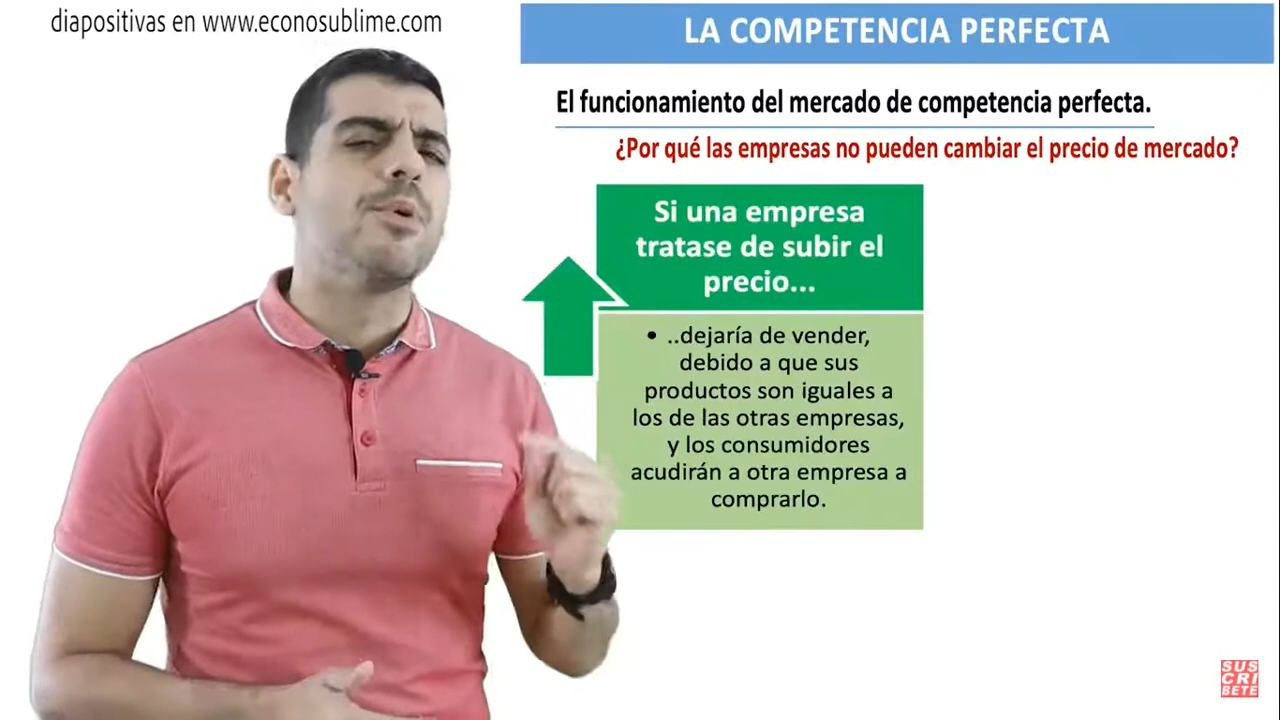 diapositivas en www.econosublime.com
LA COMPETENCIA PERFECTA
El funcionamiento del mercado de competencia perfecta.
¿Por qué las empresas no pueden cambiar el precio de mercado?
Si una empresa
tratase de subir el
precio...
• ..dejaría de vender,
debido a que sus
productos son iguales a
los de las otras empresas,
y los consumidores
acudirán a otra empresa a
comprarlo.
SUS
CRI
BETE